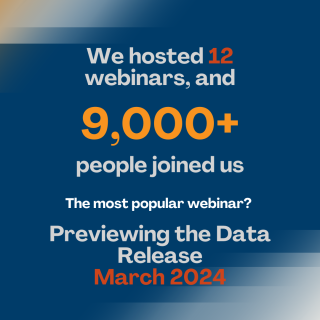 We hosted 12
webinars, and
9,000+
people joined us
The most popular webinar?
Previewing the Data
Release
March 2024